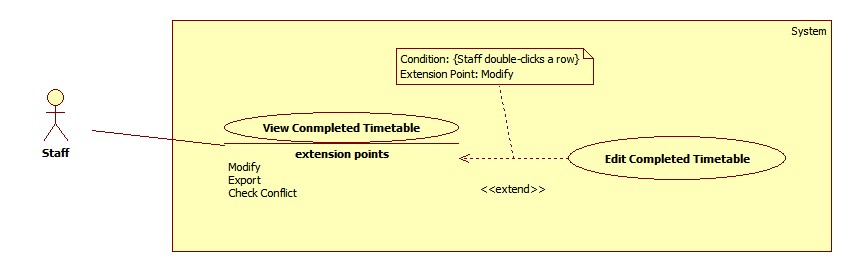 System
Condition: {Staff double-clicks a row}
Extension Point: Modify
View Conmpleted Timetable
Staff
extension points
Edit Completed Timetable
Modify
Export
Check Conflict
<<extend>>